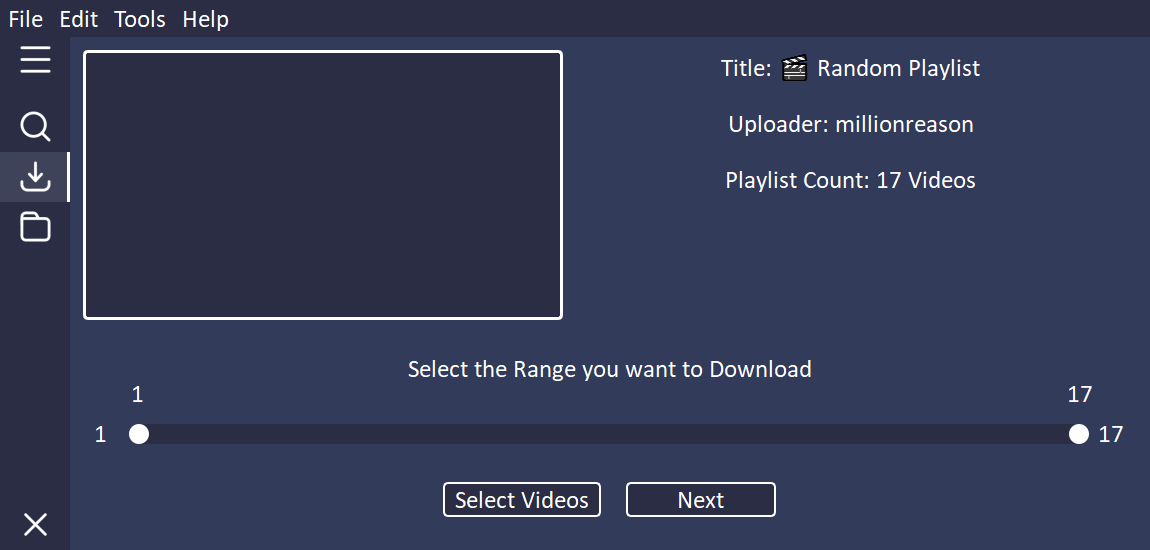 File Edit Tools Help
Title: 🎬 Random Playlist
Uploader: millionreason
Playlist Count: 17 Videos
Select the Range you want to Download
1 17
1 17
Select Videos Next